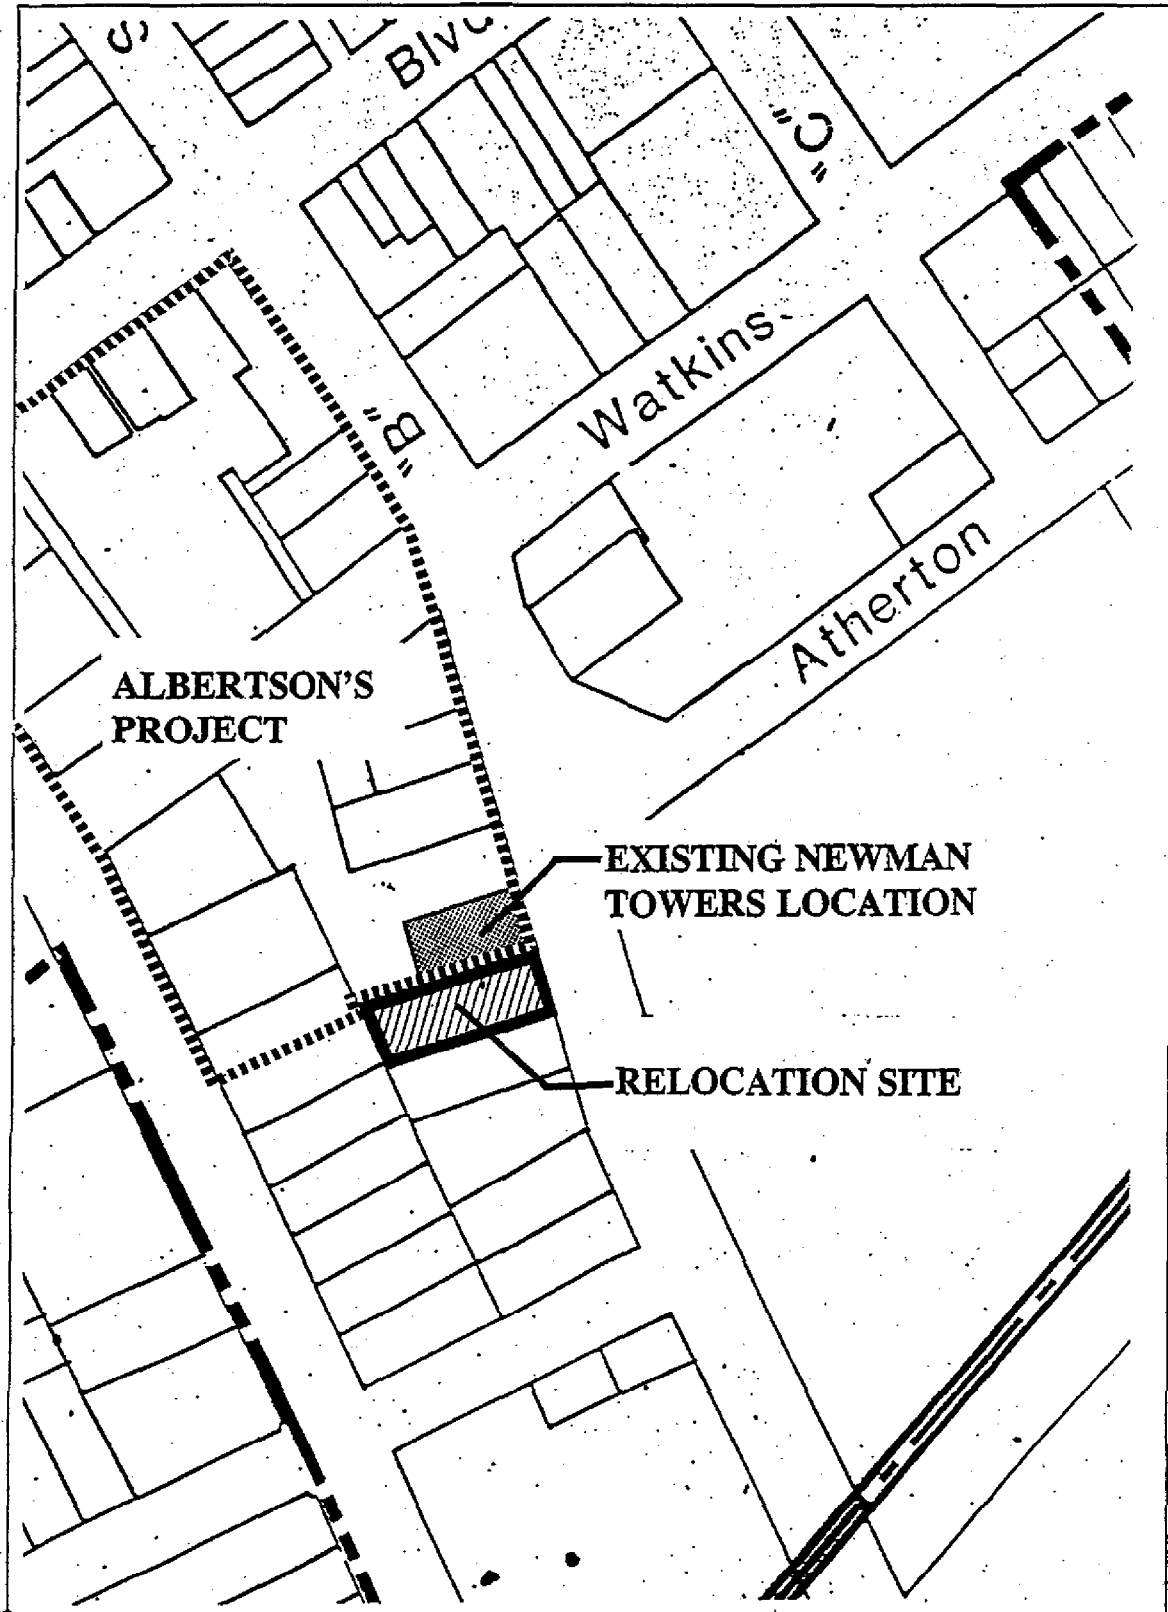 Blvd.
"C"
Watkins
"B"
Atherton
ALBERTSON'S
PROJECT
EXISTING NEWMAN
TOWERS LOCATION
RELOCATION SITE